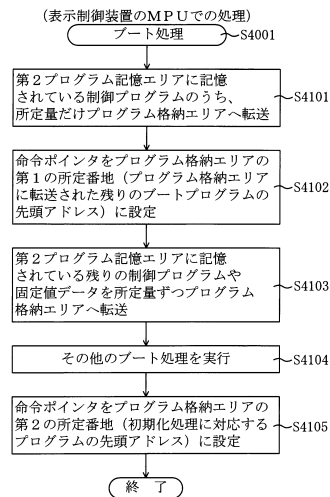 (表示制御装置のMPUでの処理)
ブート処理
S4001
第2プログラム記憶エリアに記憶
されている制御プログラムのうち、
所定量だけプログラム格納エリアへ転送
S4101
命令ポインタをプログラム格納エリアの
第1の所定番地(プログラム格納エリア
に転送された残りのブートプログラムの
先頭アドレス)に設定
S4102
第2プログラム記憶エリアに記憶
されている残りの制御プログラムや
固定値データを所定量ずつプログラム
格納エリアへ転送
S4103
その他のブート処理を実行
S4104
命令ポインタをプログラム格納エリアの
第2の所定番地(初期化処理に対応する
プログラムの先頭アドレス)に設定
S4105
終 了